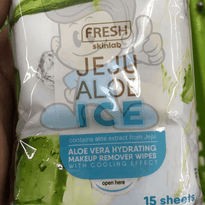 FRESH
skinlab
JEJU
ALOE
ICE
contains aloe extract from Jeju
ALOE VERA HYDRATING
MAKEUP REMOVER WIPES
WITH COOLING EFFECT
open here
15 sheets